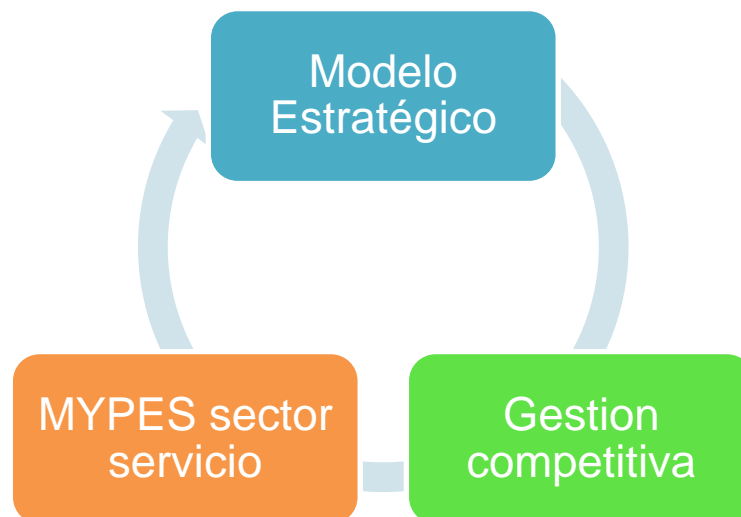 Modelo
Estratégico
MYPES sector
servicio
Gestion
competitiva